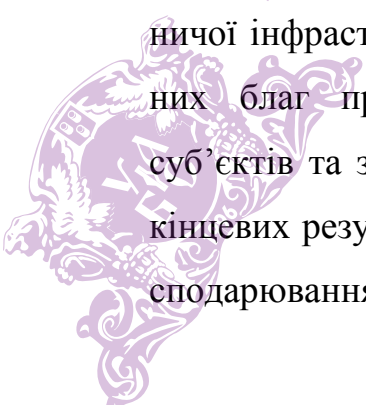 ничої інфраст
них благ пр
суб’єктів та з
кінцевих резу
сподарювання